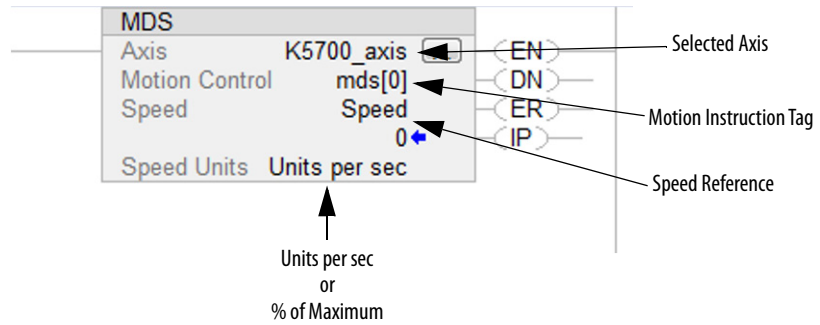 MDS
Axis K5700_axis EN
Motion Control mds[0] DN
Speed Speed ER
0 IP
Speed Units Units per sec
Selected Axis
Motion Instruction Tag
Speed Reference
Units per sec
or
% of Maximum